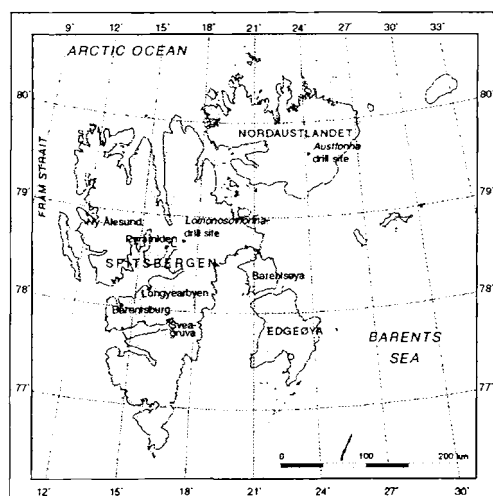 9° 12° 15° 18° 21° 24° 27° 30° 33°
ARCTIC OCEAN
80°
80°
NORDAUSTLANDET
Austfonna
drill site
FRAM STRAIT
79°
79°
Ny-Ålesund
Lomonosovfonna
drill site
Pyramiden
SPITSBERGEN
78°
78°
Barentsøya
Longyearbyen
Barentsburg
Svea-
gruva
EDGEØYA
BARENTS
SEA
77°
77°
0 100 200 km
12° 15° 18° 21° 24° 27° 30°